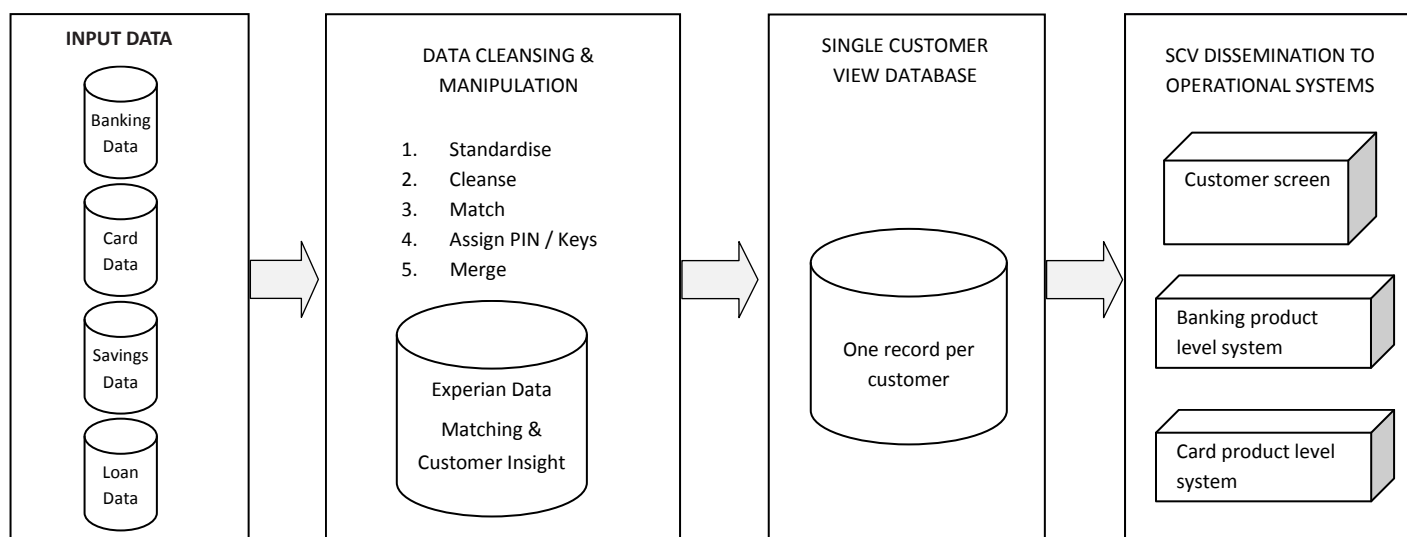 INPUT DATA
Banking
Data
Card
Data
Savings
Data
Loan
Data
DATA CLEANSING &
MANIPULATION
1. Standardise
2. Cleanse
3. Match
4. Assign PIN / Keys
5. Merge
Experian Data
Matching &
Customer Insight
SINGLE CUSTOMER
VIEW DATABASE
One record per
customer
SCV DISSEMINATION TO
OPERATIONAL SYSTEMS
Customer screen
Banking product
level system
Card product level
system